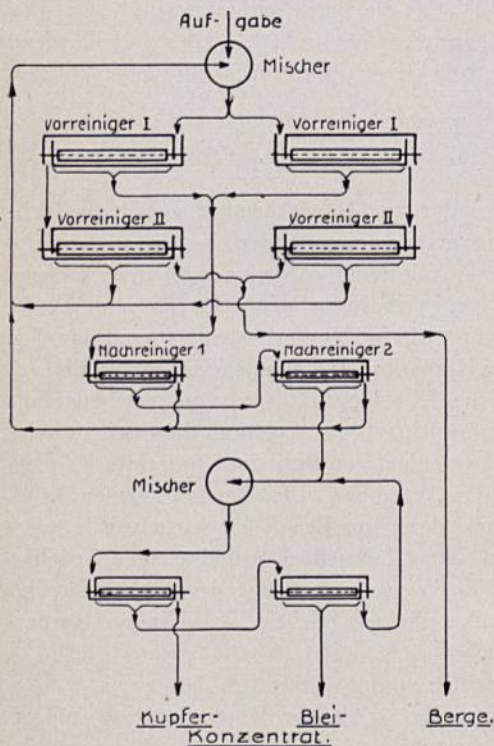 Auf- gabe
Mischer
Vorreiniger I Vorreiniger I
Vorreiniger II Vorreiniger II
Nachreiniger 1 Nachreiniger 2
Mischer
Kupfer- Blei- Berge.
Konzentrat.